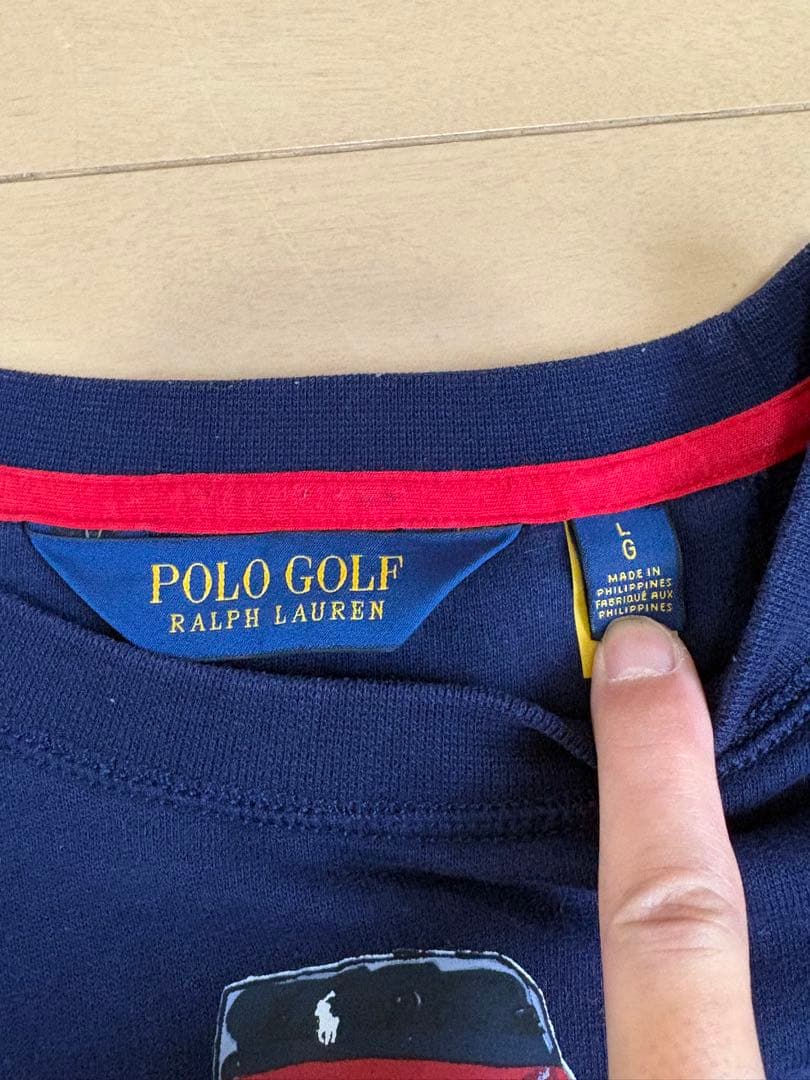 POLO GOLF
RALPH LAUREN
L
G
MADE IN
PHILIPPINES
FABRIQUÉ AUX
PHILIPPINES